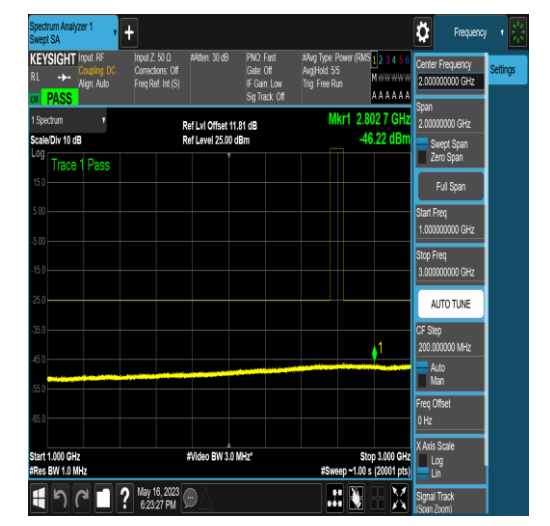 Spectrum Analyzer 1
Swept SA
Frequency
KEYSIGHT
RL
PASS
Input: RF
Coupling: DC
Align: Auto
Input Z: 50 Ω
Corrections: Off
Freq Ref: Int (S)
#Atten: 30 dB
PNO: Fast
Gate: Off
IF Gain: Low
Sig Track: Off
#Avg Type: Power (RMS
Avg|Hold: 5/5
Trig: Free Run
1 2 3 4 5 6
M W W W W W
A A A A A A
Center Frequency
2.000000000 GHz
Settings
Span
2.00000000 GHz
Swept Span
Zero Span
Full Span
Start Freq
1.000000000 GHz
Stop Freq
3.000000000 GHz
AUTO TUNE
CF Step
200.000000 MHz
Auto
Man
Freq Offset
0 Hz
X Axis Scale
Log
Lin
Signal Track
(Span Zoom)
1 Spectrum
Scale/Div 10 dB
Log
Ref Lvl Offset 11.81 dB
Ref Level 25.00 dBm
Mkr1 2.802 7 GHz
-46.22 dBm
Trace 1 Pass
15.0
5.00
-5.00
-15.0
-25.0
-35.0
-45.0
-55.0
-65.0
1
Start 1.000 GHz
#Res BW 1.0 MHz
#Video BW 3.0 MHz*
Stop 3.000 GHz
#Sweep ~1.00 s (20001 pts)
May 16, 2023
6:23:27 PM